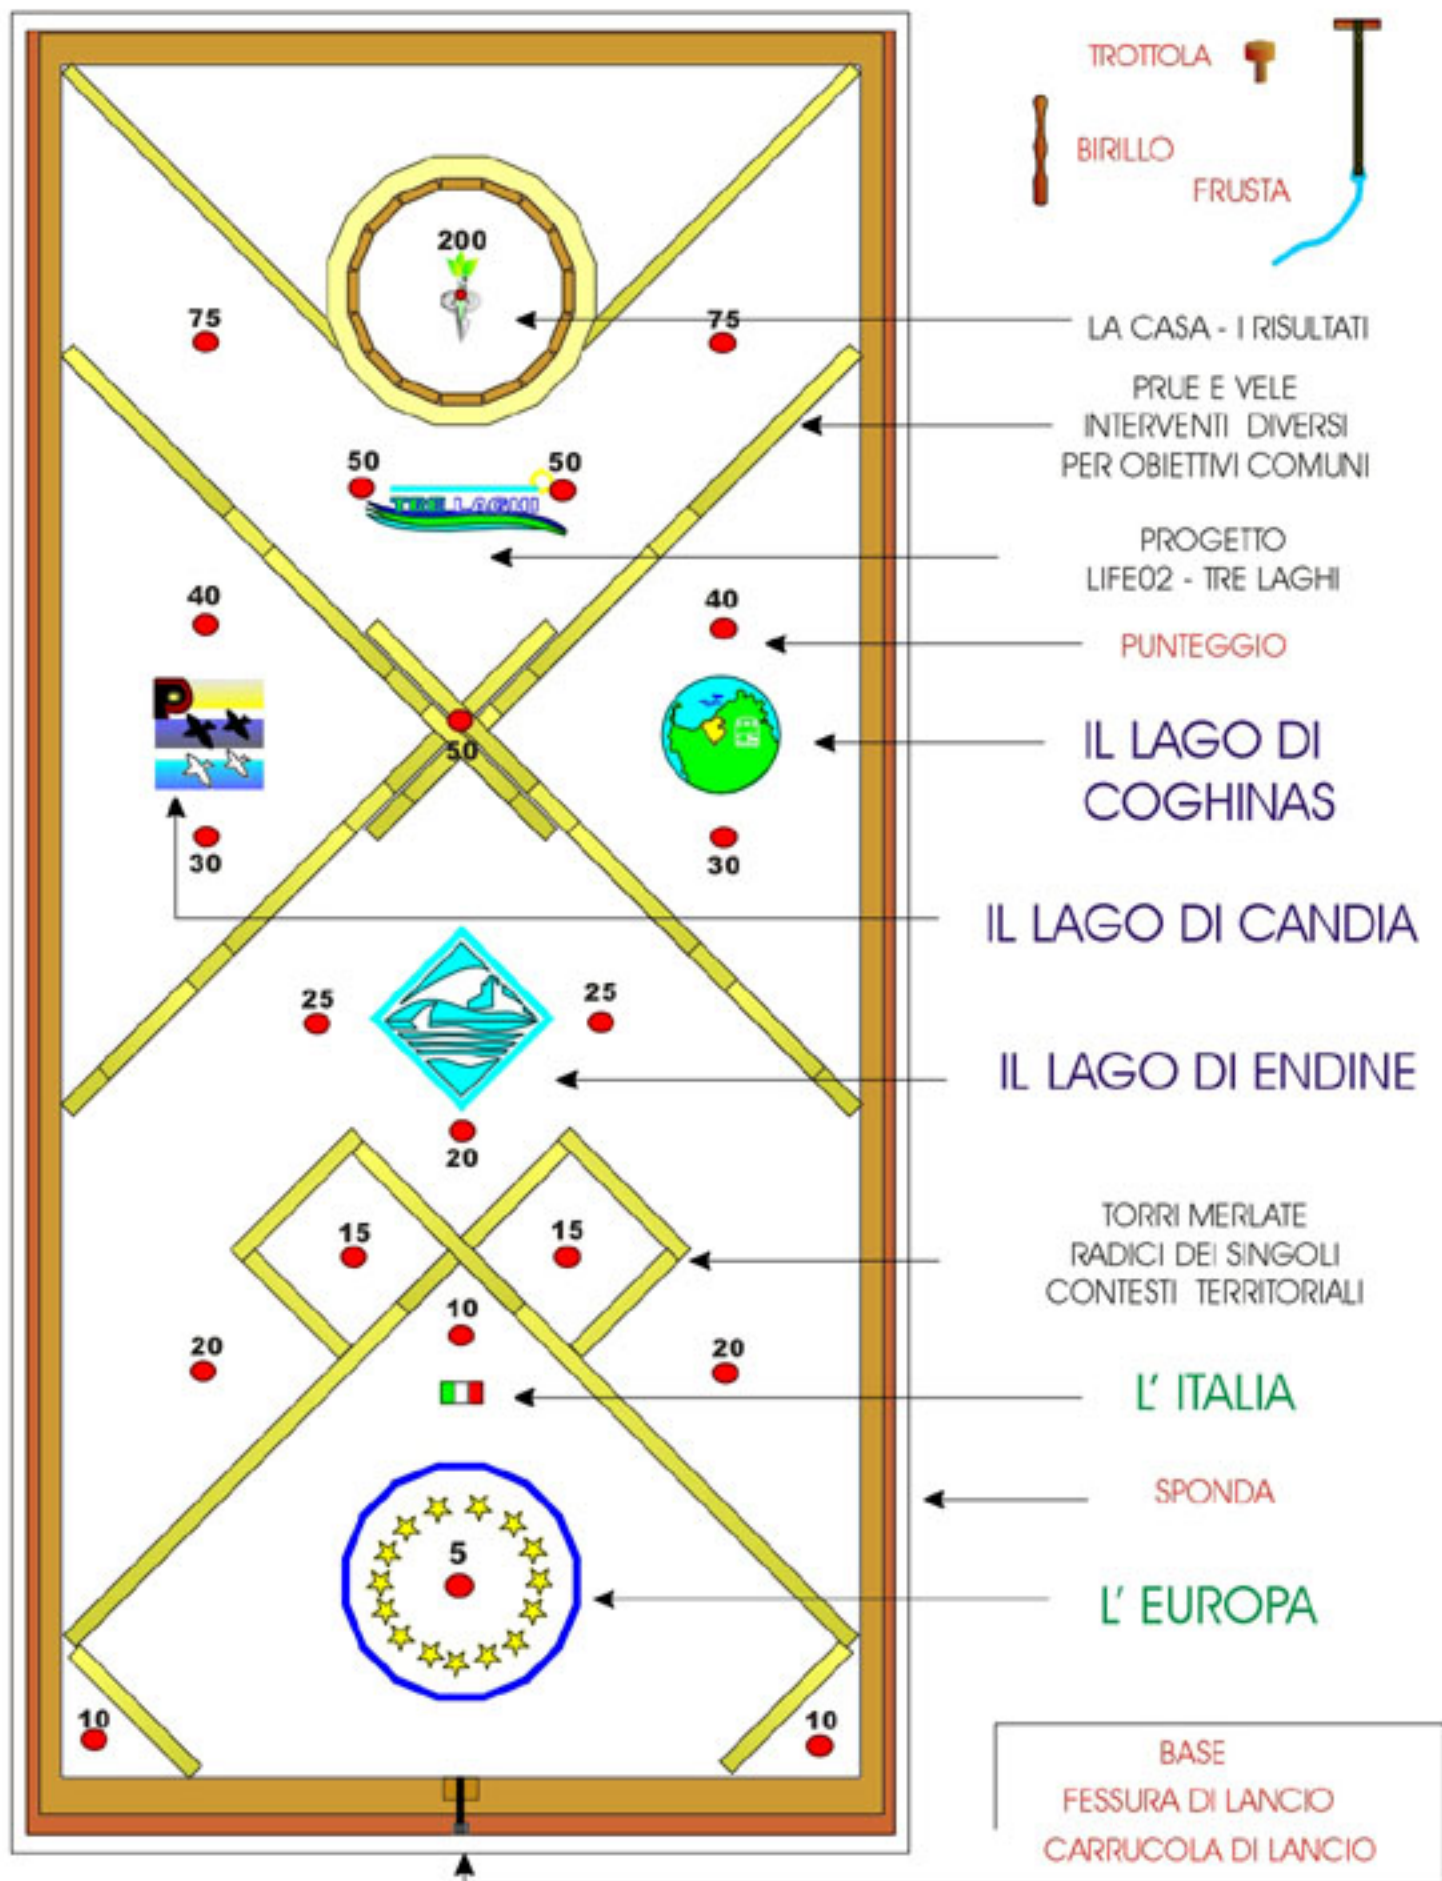 TROTTOLA
BIRILLO
FRUSTA
200
75
75
LA CASA - I RISULTATI
PRUE E VELE
INTERVENTI DIVERSI
PER OBIETTIVI COMUNI
50
50
TRE LAGHI
PROGETTO
LIFE02 - TRE LAGHI
40
40
PUNTEGGIO
P
50
IL LAGO DI
COGHINAS
30
30
IL LAGO DI CANDIA
25
25
IL LAGO DI ENDINE
20
15
15
TORRI MERLATE
RADICI DEI SINGOLI
CONTESTI TERRITORIALI
10
20
20
L' ITALIA
SPONDA
5
L' EUROPA
10
10
BASE
FESSURA DI LANCIO
CARRUCOLA DI LANCIO